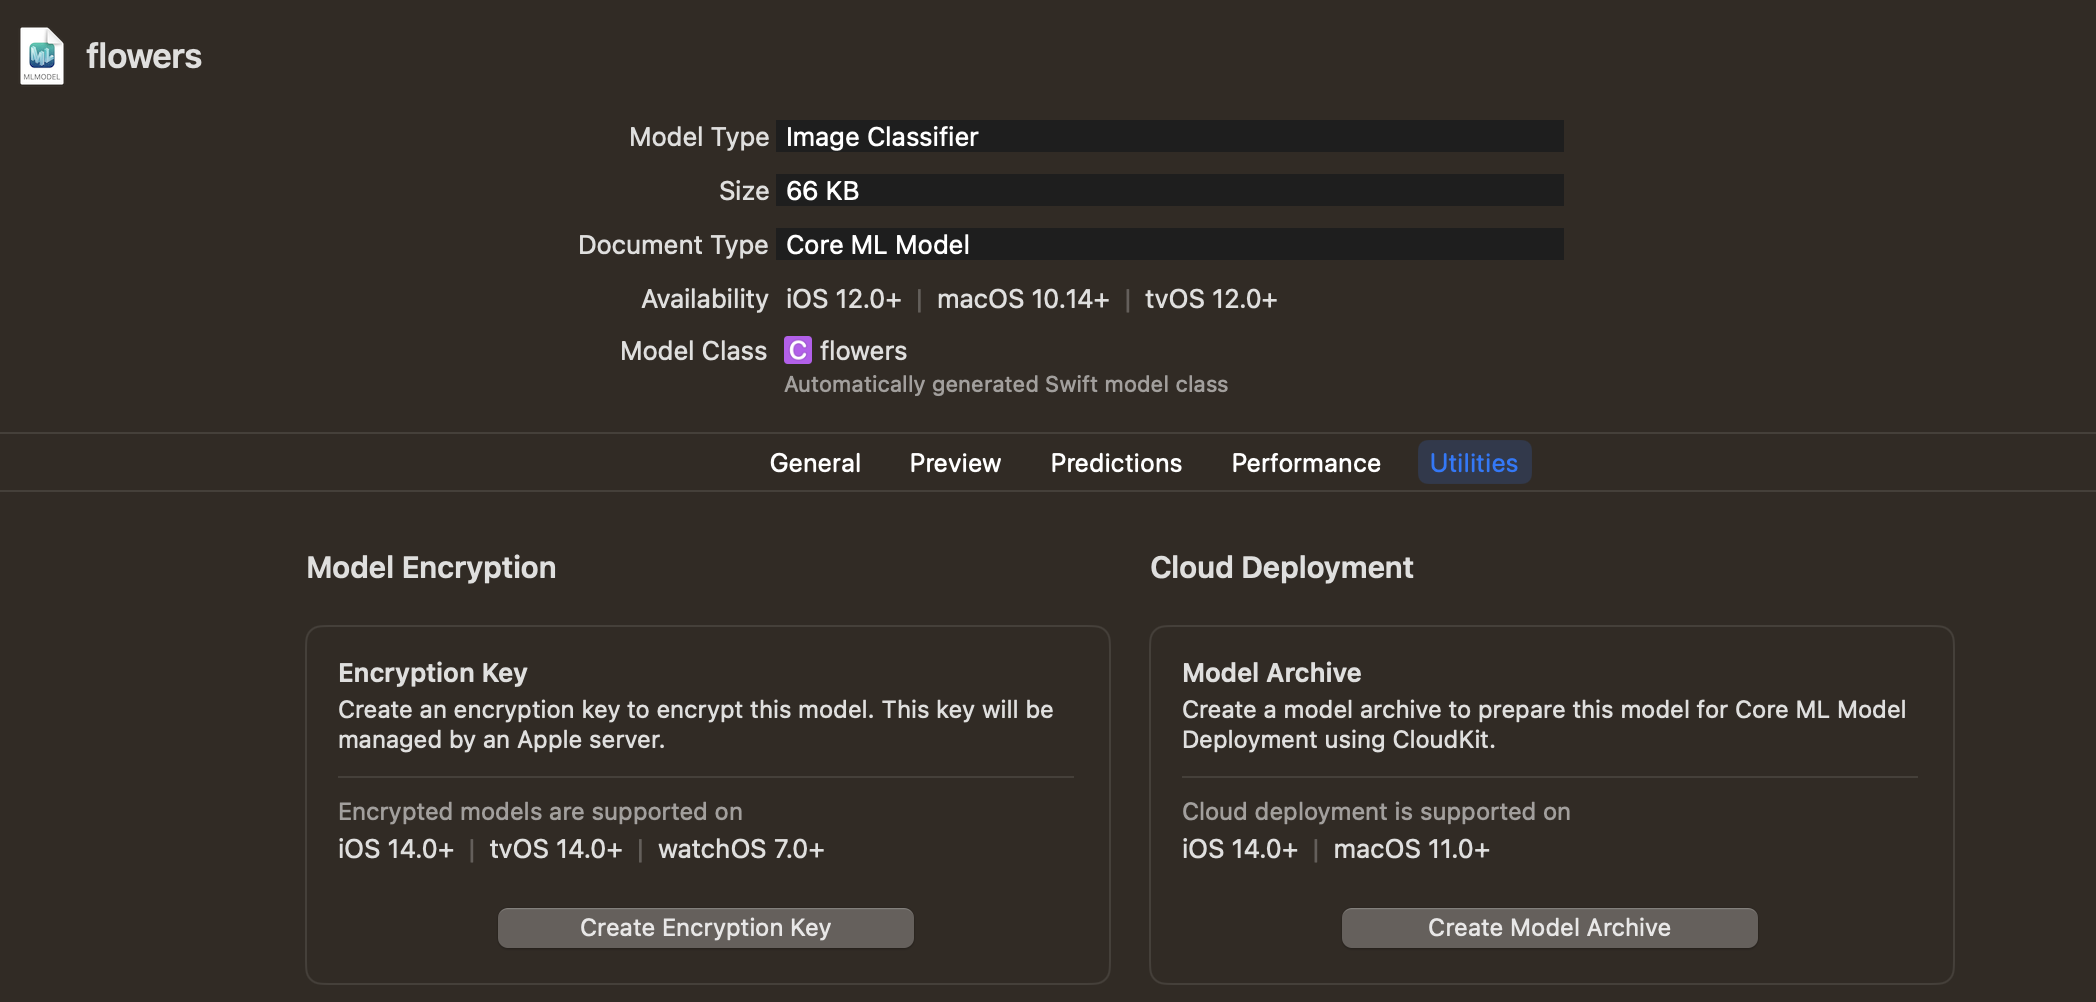 MLMODEL
flowers
Model Type Image Classifier
Size 66 KB
Document Type Core ML Model
Availability iOS 12.0+ | macOS 10.14+ | tvOS 12.0+
Model Class C flowers
Automatically generated Swift model class
General Preview Predictions Performance Utilities
Model Encryption
Encryption Key
Create an encryption key to encrypt this model. This key will be
managed by an Apple server.
Encrypted models are supported on
iOS 14.0+ | tvOS 14.0+ | watchOS 7.0+
Create Encryption Key
Cloud Deployment
Model Archive
Create a model archive to prepare this model for Core ML Model
Deployment using CloudKit.
Cloud deployment is supported on
iOS 14.0+ | macOS 11.0+
Create Model Archive